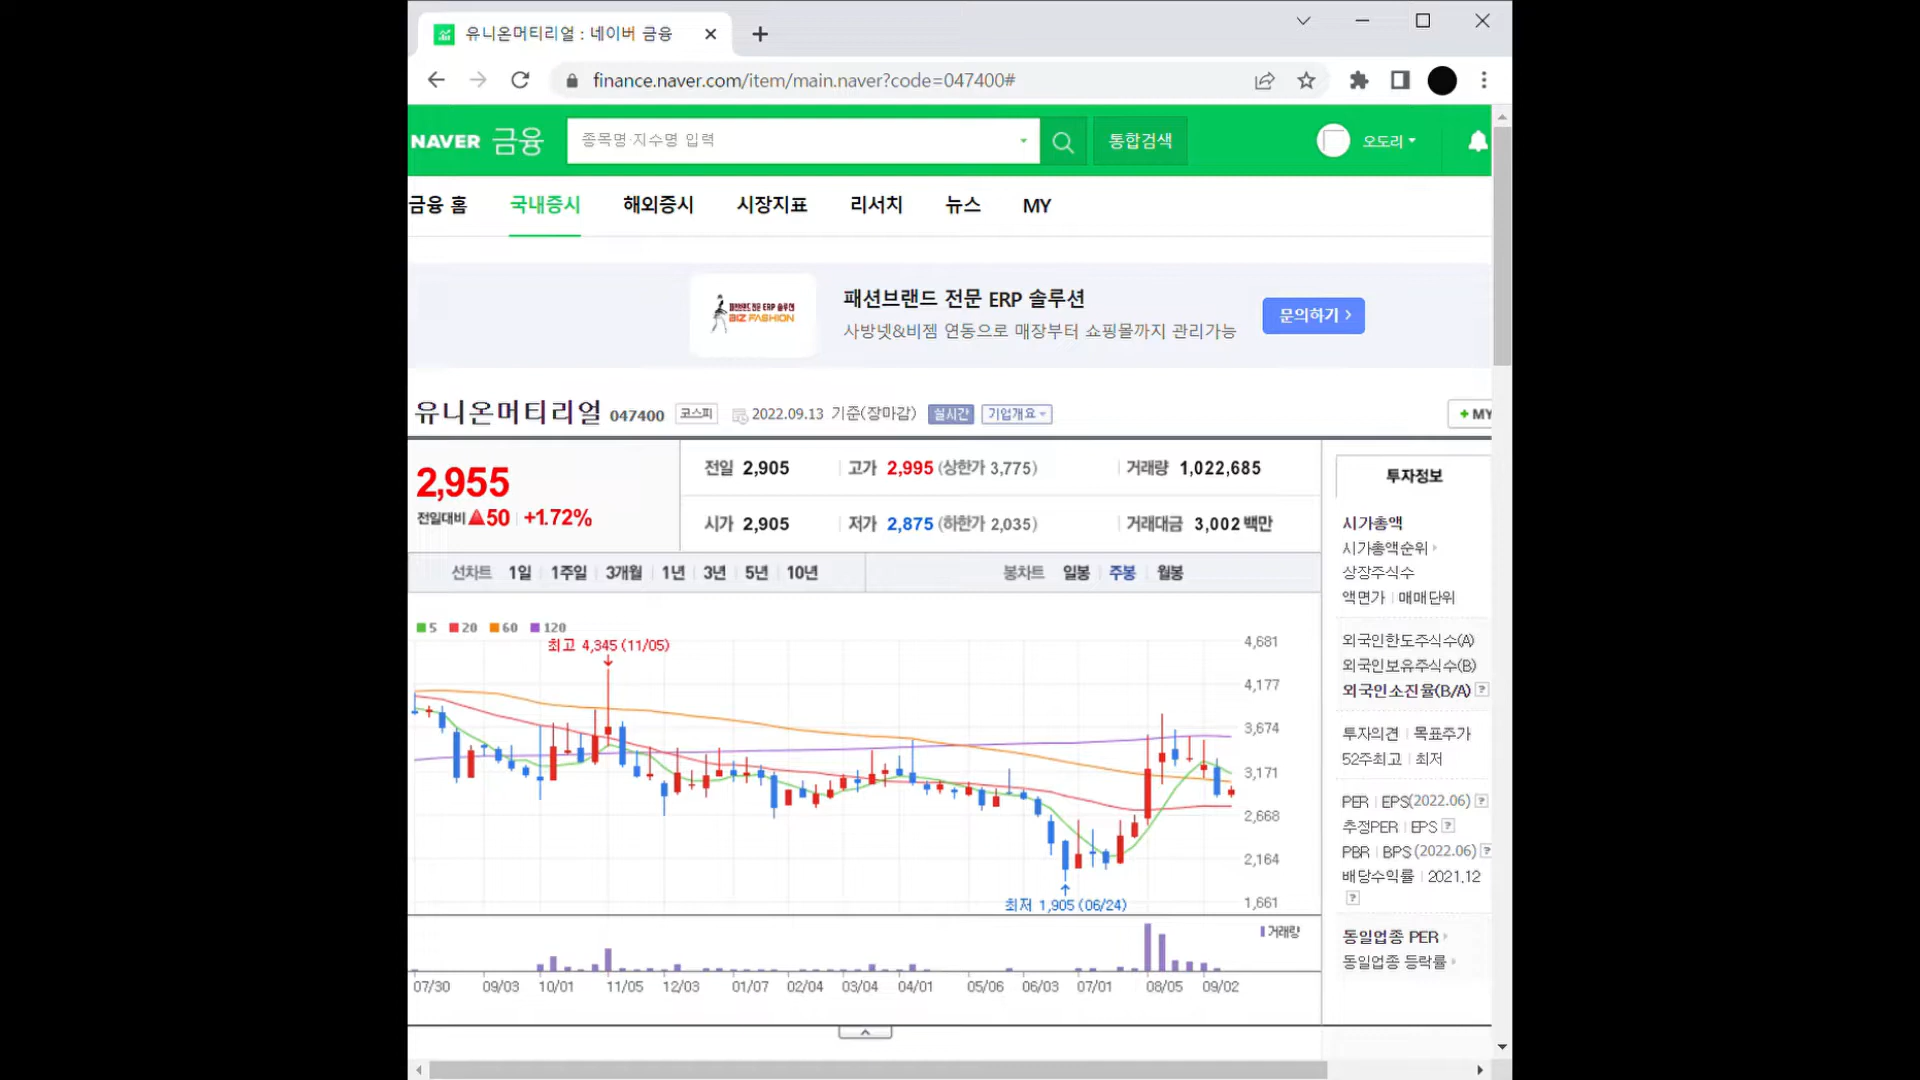 유니온머티리얼 : 네이버 금융
finance.naver.com/item/main.naver?code=047400#
NAVER 금융 종목명·지수명 입력 통합검색 오도리
금융 홈 국내증시 해외증시 시장지표 리서치 뉴스 MY
패션브랜드 전문 ERP 솔루션 BIZ FASHION
패션브랜드 전문 ERP 솔루션
사방넷&비젬 연동으로 매장부터 쇼핑몰까지 관리가능
문의하기 >
유니온머티리얼 047400 코스피 2022.09.13 기준(장마감) 실시간 기업개요 + MY
2,955
전일대비 ▲50 +1.72%
전일 2,905 고가 2,995 (상한가 3,775) 거래량 1,022,685
시가 2,905 저가 2,875 (하한가 2,035) 거래대금 3,002 백만
선차트 1일 1주일 3개월 1년 3년 5년 10년 봉차트 일봉 주봉 월봉
5 20 60 120
최고 4,345 (11/05)
4,681
4,177
3,674
3,171
2,668
2,164
1,661
최저 1,905 (06/24)
거래량
07/30 09/03 10/01 11/05 12/03 01/07 02/04 03/04 04/01 05/06 06/03 07/01 08/05 09/02
투자정보
시가총액
시가총액순위
상장주식수
액면가 | 매매단위
외국인한도주식수(A)
외국인보유주식수(B)
외국인소진율(B/A) ?
투자의견 | 목표주가
52주최고 | 최저
PER | EPS(2022.06) ?
추정PER | EPS ?
PBR | BPS (2022.06) ?
배당수익률 | 2021.12
?
동일업종 PER
동일업종 등락률